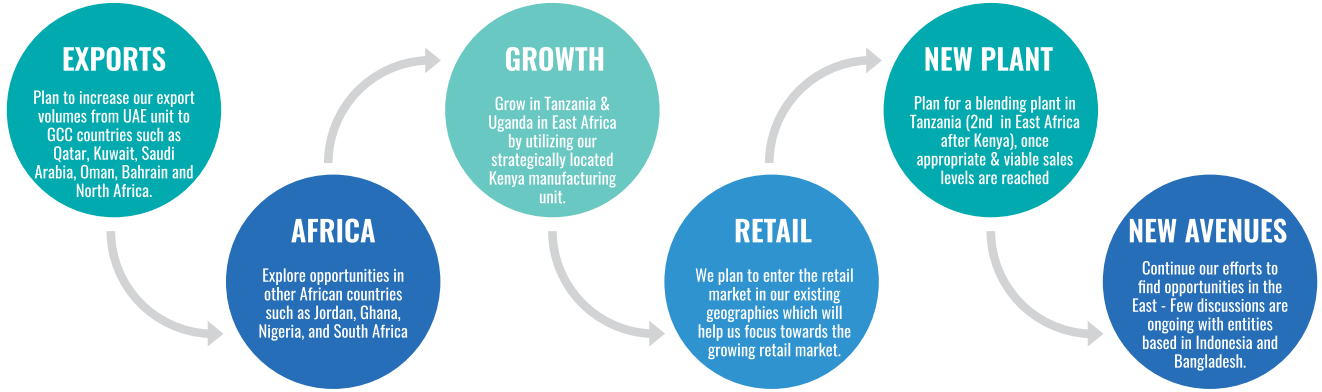 EXPORTS
Plan to increase our export
volumes from UAE unit to
GCC countries such as
Qatar, Kuwait, Saudi
Arabia, Oman, Bahrain and
North Africa.
AFRICA
Explore opportunities in
other African countries
such as Jordan, Ghana,
Nigeria, and South Africa
GROWTH
Grow in Tanzania &
Uganda in East Africa
by utilizing our
strategically located
Kenya manufacturing
unit.
RETAIL
We plan to enter the retail
market in our existing
geographies which will
help us focus towards the
growing retail market.
NEW PLANT
Plan for a blending plant in
Tanzania (2nd in East Africa
after Kenya), once
appropriate & viable sales
levels are reached
NEW AVENUES
Continue our efforts to
find opportunities in the
East - Few discussions are
ongoing with entities
based in Indonesia and
Bangladesh.